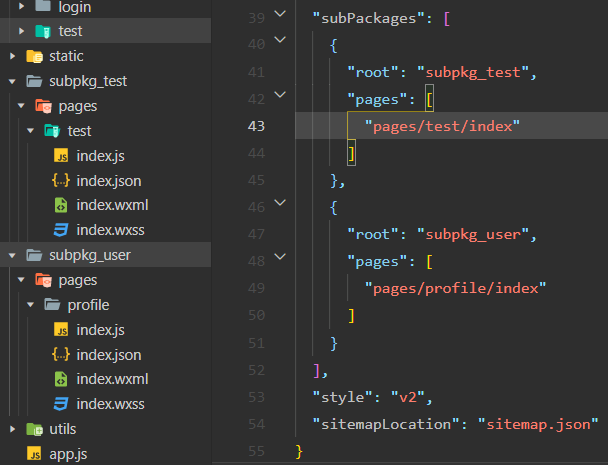 login
test
static
subpkg_test
pages
test
index.js
index.json
index.wxml
index.wxss
subpkg_user
pages
profile
index.js
index.json
index.wxml
index.wxss
utils
app.js
39 "subPackages": [
40 {
41 "root": "subpkg_test",
42 "pages": [
43 "pages/test/index"
44 ]
45 },
46 {
47 "root": "subpkg_user",
48 "pages": [
49 "pages/profile/index"
50 ]
51 }
52 ],
53 "style": "v2",
54 "sitemapLocation": "sitemap.json"
55 }